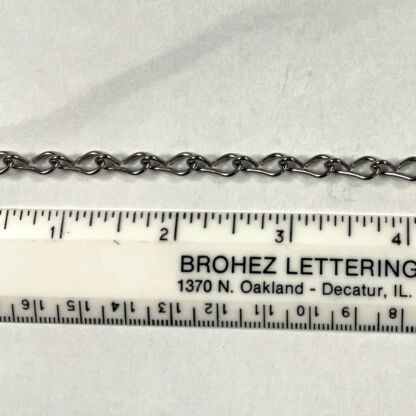 1 2 3 4
BROHEZ LETTERING
1370 N. Oakland - Decatur, IL.
16 15 14 13 12 11 10 9 8